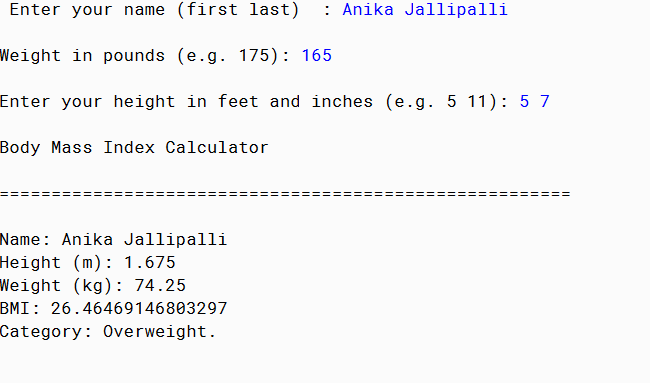 Enter your name (first last)  : Anika Jallipalli
Weight in pounds (e.g. 175): 165
Enter your height in feet and inches (e.g. 5 11): 5 7
Body Mass Index Calculator
=======================================================
Name: Anika Jallipalli
Height (m): 1.675
Weight (kg): 74.25
BMI: 26.46469146803297
Category: Overweight.